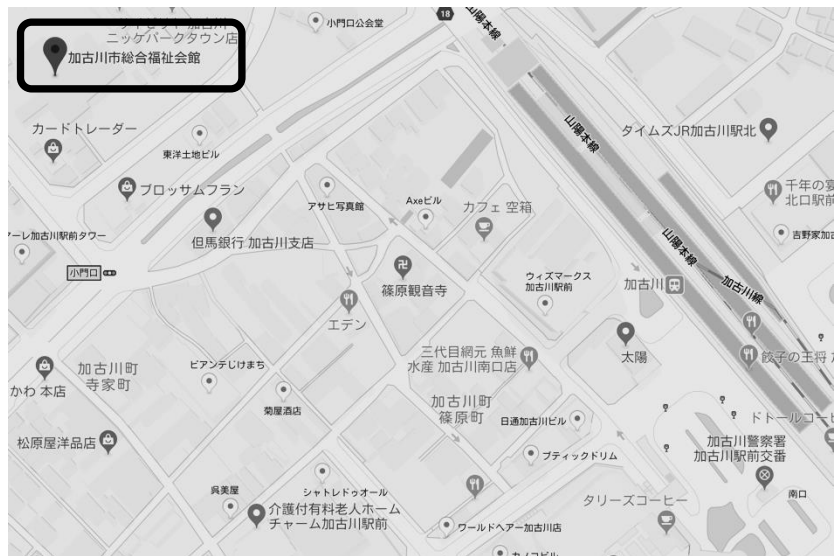 ニッケパークタウン店
加古川市総合福祉会館
小門口公会堂
18
山陽本線
カードトレーダー
東洋土地ビル
山陽本線
タイムズJR加古川駅北
ブロッサムフラン
アサヒ写真館
Axeビル
カフェ 空箱
千年の宴
北口駅前
アーレ加古川駅前タワー
但馬銀行 加古川支店
山陽本線
吉野家加古
小門口
篠原観音寺
ウィズマークス
加古川駅前
加古川
加古川線
エデン
太陽
加古川町
寺家町
ビアンテじけまち
三代目網元 魚鮮
水産 加古川南口店
餃子の王将
かわ 本店
菊屋酒店
加古川町
篠原町
日通加古川ビル
ドトールコーヒ
松原屋洋品店
ブティックドリム
加古川警察署
加古川駅前交番
呉美屋
シャトレドゥオール
南口
介護付有料老人ホーム
チャーム加古川駅前
ワールドヘアー加古川店
タリーズコーヒー
カノコビル